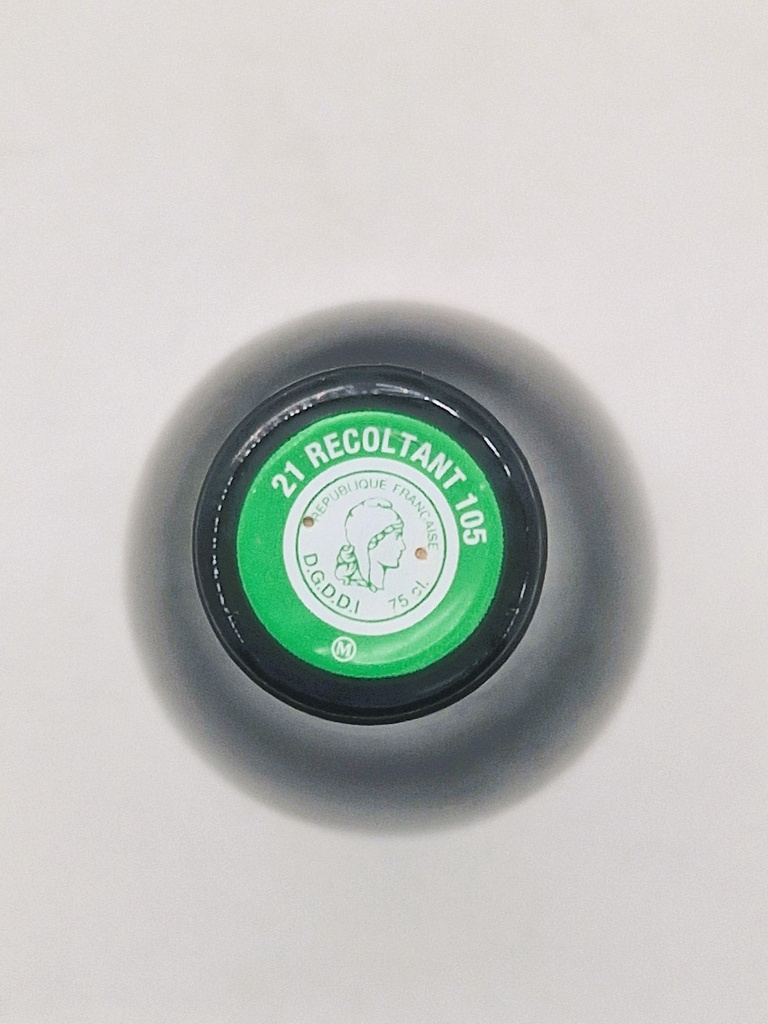 21 RECOLTANT 105
REPUBLIQUE FRANCAISE
D.G.D.D.I
75 cl.
M